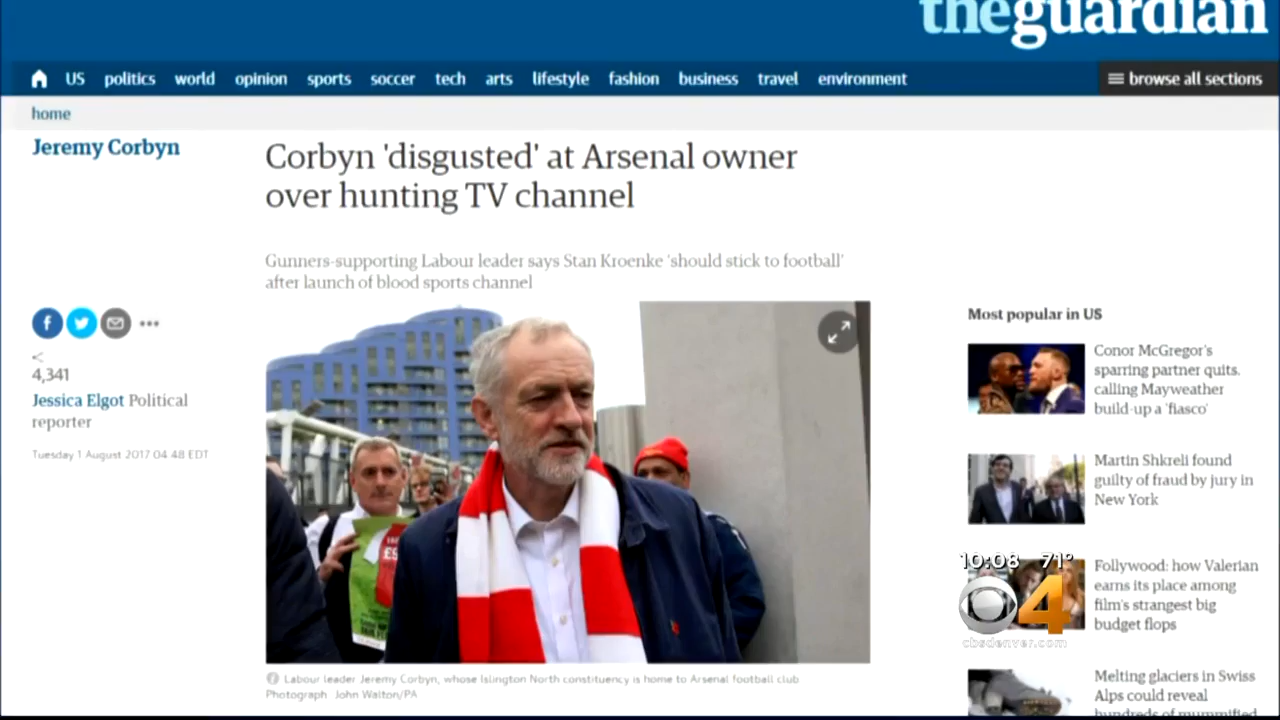 theguardian
US politics world opinion sports soccer tech arts lifestyle fashion business travel environment browse all sections
home
Jeremy Corbyn
Corbyn 'disgusted' at Arsenal owner
over hunting TV channel
Gunners-supporting Labour leader says Stan Kroenke 'should stick to football'
after launch of blood sports channel
4,341
Jessica Elgot Political
reporter
Tuesday 1 August 2017 04 48 EDT
£5
Labour leader Jeremy Corbyn, whose Islington North constituency is home to Arsenal football club
Photograph John Walton/PA
Most popular in US
Conor McGregor's
sparring partner quits,
calling Mayweather
build-up a 'fiasco'
Martin Shkreli found
guilty of fraud by jury in
New York
Follywood: how Valerian
earns its place among
film's strangest big
budget flops
Melting glaciers in Swiss
Alps could reveal
hundreds of mummified
10:08 71°
4
cbsdenver.com